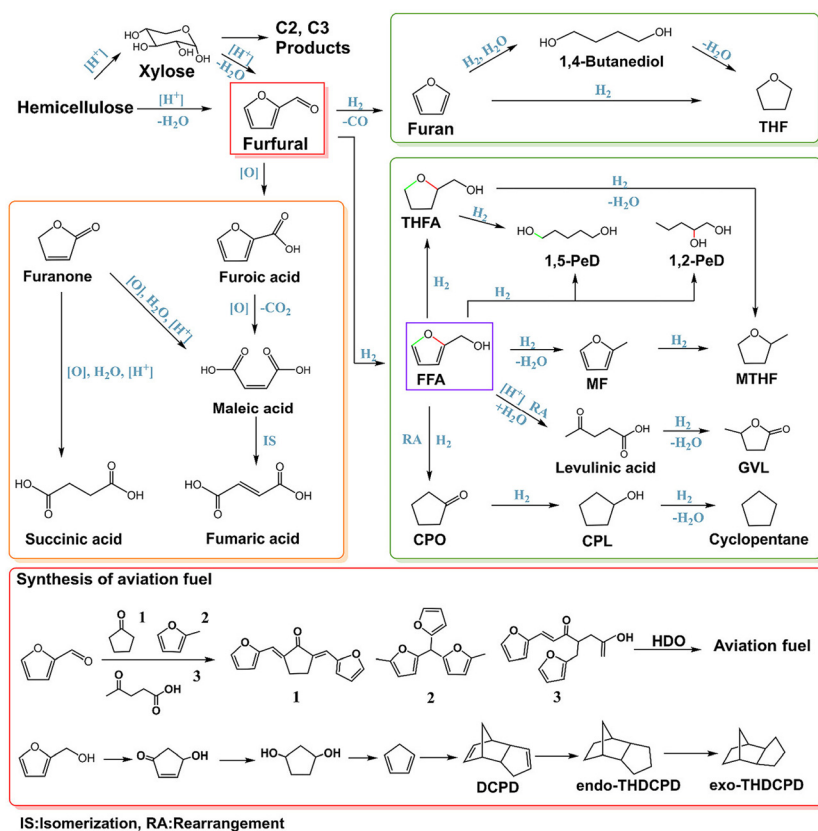 C2, C3
Products
[H⁺]
Xylose
[H⁺]
-H₂O
Hemicellulose
[H⁺]
-H₂O
Furfural
H₂
-CO
H₂, H₂O
1,4-Butanediol
-H₂O
Furan
H₂
THF
[O]
Furanone
Furoic acid
[O], H₂O, [H⁺]
[O] -CO₂
[O], H₂O, [H⁺]
Maleic acid
IS
Succinic acid
Fumaric acid
H₂
THFA
H₂
-H₂O
H₂
1,5-PeD
1,2-PeD
H₂
H₂
FFA
H₂
-H₂O
MF
H₂
MTHF
[H⁺] RA
+H₂O
Levulinic acid
H₂
-H₂O
GVL
RA H₂
CPO
H₂
CPL
H₂
-H₂O
Cyclopentane
Synthesis of aviation fuel
1
2
3
1
2
3
HDO
Aviation fuel
DCPD
endo-THDCPD
exo-THDCPD
IS:Isomerization, RA:Rearrangement